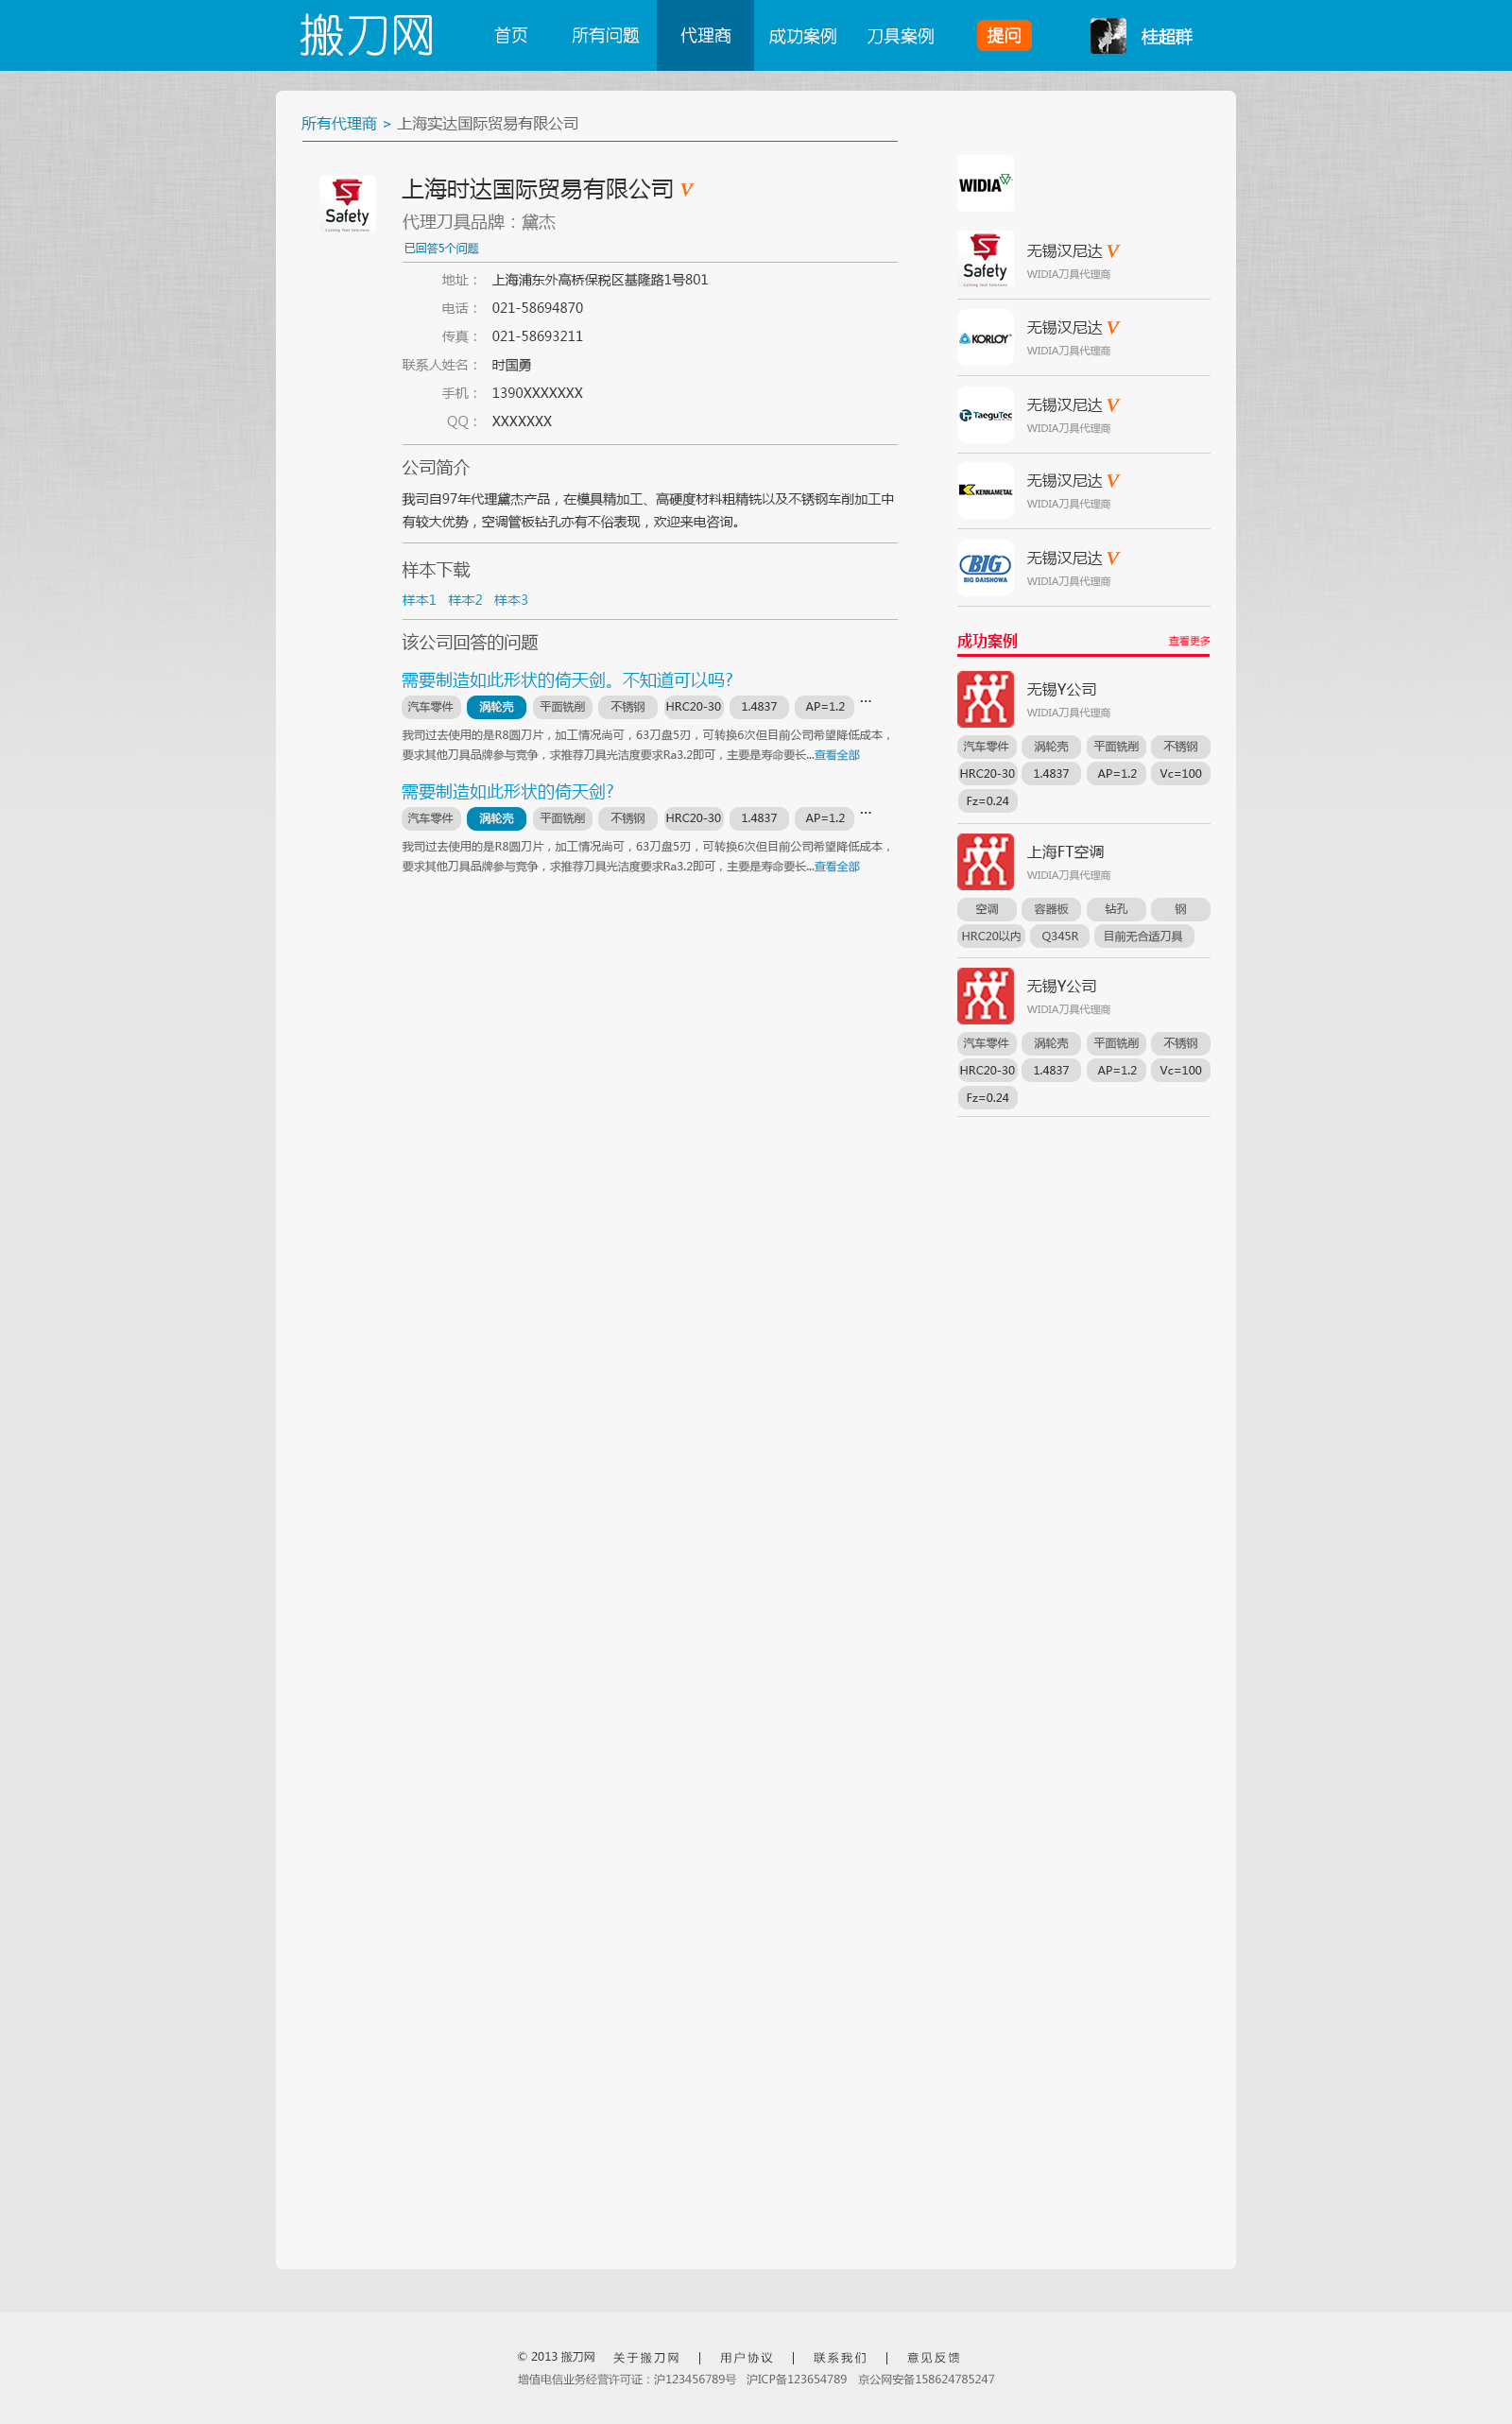 搬刀网 首页 所有问题 代理商 成功案例 刀具案例 提问 桂超群
所有代理商 > 上海实达国际贸易有限公司
Safety
Cutting Tool Solutions
上海时达国际贸易有限公司 V
代理刀具品牌：黛杰
已回答5个问题
地址： 上海浦东外高桥保税区基隆路1号801
电话： 021-58694870
传真： 021-58693211
联系人姓名： 时国勇
手机： 1390XXXXXXX
QQ： XXXXXXX
公司简介
我司自97年代理黛杰产品，在模具精加工、高硬度材料粗精铣以及不锈钢车削加工中
有较大优势，空调管板钻孔亦有不俗表现，欢迎来电咨询。
样本下载
样本1 样本2 样本3
该公司回答的问题
需要制造如此形状的倚天剑。不知道可以吗?
汽车零件 涡轮壳 平面铣削 不锈钢 HRC20-30 1.4837 AP=1.2 ...
我司过去使用的是R8圆刀片，加工情况尚可，63刀盘5刃，可转换6次但目前公司希望降低成本，
要求其他刀具品牌参与竞争，求推荐刀具光洁度要求Ra3.2即可，主要是寿命要长...查看全部
需要制造如此形状的倚天剑?
汽车零件 涡轮壳 平面铣削 不锈钢 HRC20-30 1.4837 AP=1.2 ...
我司过去使用的是R8圆刀片，加工情况尚可，63刀盘5刃，可转换6次但目前公司希望降低成本，
要求其他刀具品牌参与竞争，求推荐刀具光洁度要求Ra3.2即可，主要是寿命要长...查看全部
WIDIA
Safety
Cutting Tool Solutions
无锡汉尼达 V
WIDIA刀具代理商
KORLOY
无锡汉尼达 V
WIDIA刀具代理商
TaeguTec
无锡汉尼达 V
WIDIA刀具代理商
KENNAMETAL
无锡汉尼达 V
WIDIA刀具代理商
BIG
BIG DAISHOWA
无锡汉尼达 V
WIDIA刀具代理商
成功案例 查看更多
无锡Y公司
WIDIA刀具代理商
汽车零件 涡轮壳 平面铣削 不锈钢
HRC20-30 1.4837 AP=1.2 Vc=100
Fz=0.24
上海FT空调
WIDIA刀具代理商
空调 容器板 钻孔 钢
HRC20以内 Q345R 目前无合适刀具
无锡Y公司
WIDIA刀具代理商
汽车零件 涡轮壳 平面铣削 不锈钢
HRC20-30 1.4837 AP=1.2 Vc=100
Fz=0.24
© 2013 搬刀网 关于搬刀网 | 用户协议 | 联系我们 | 意见反馈
增值电信业务经营许可证：沪123456789号 沪ICP备123654789 京公网安备158624785247